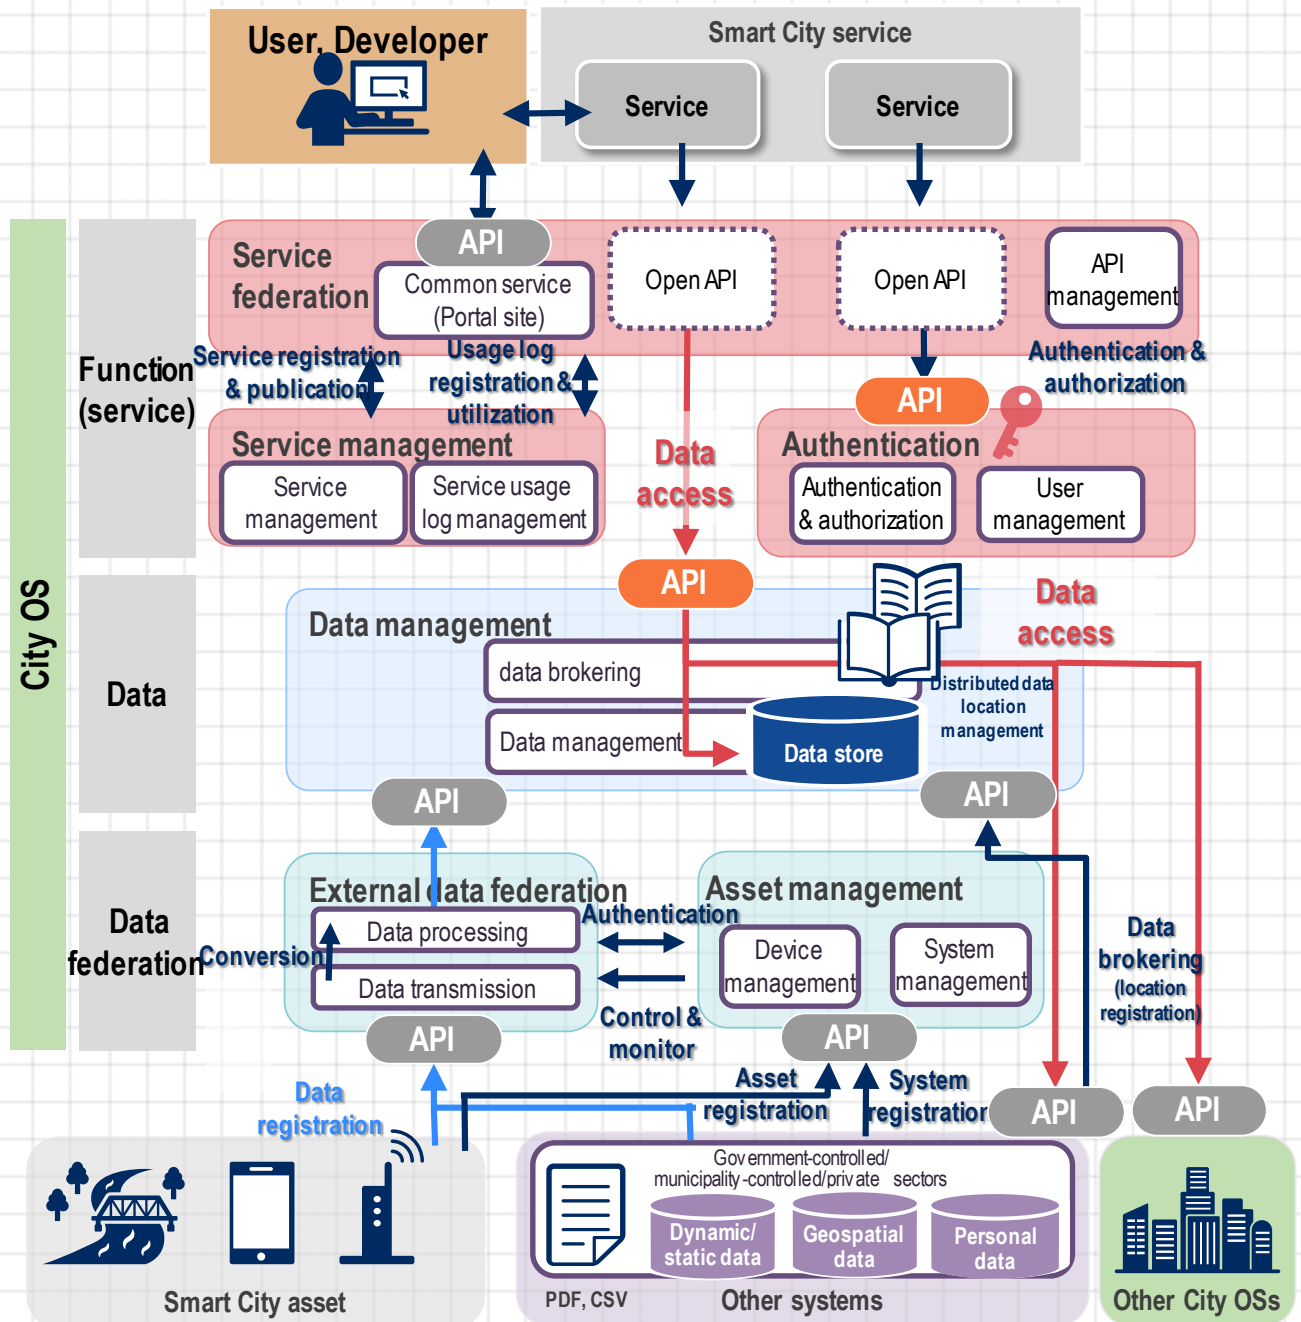 User, Developer
Smart City service
Service
Service
City OS
Function
(service)
Service
federation
API
Common service
(Portal site)
Open API
Open API
API
management
Service registration
& publication
Usage log
registration &
utilization
Authentication &
authorization
API
Service management
Service
management
Service usage
log management
Data
access
Authentication
Authentication
& authorization
User
management
Data
API
Data management
data brokering
Data management
Data store
Distributed data
location
management
Data
access
API
API
Data
federation
External data federation
Data processing
Conversion
Data transmission
Authentication
Control &
monitor
Asset management
Device
management
System
management
Data
brokering
(location
registration)
API
API
Data
registration
Asset
registration
System
registration
API
API
Smart City asset
Government-controlled/
municipality-controlled/private sectors
Dynamic/
static data
Geospatial
data
Personal
data
PDF, CSV
Other systems
Other City OSs